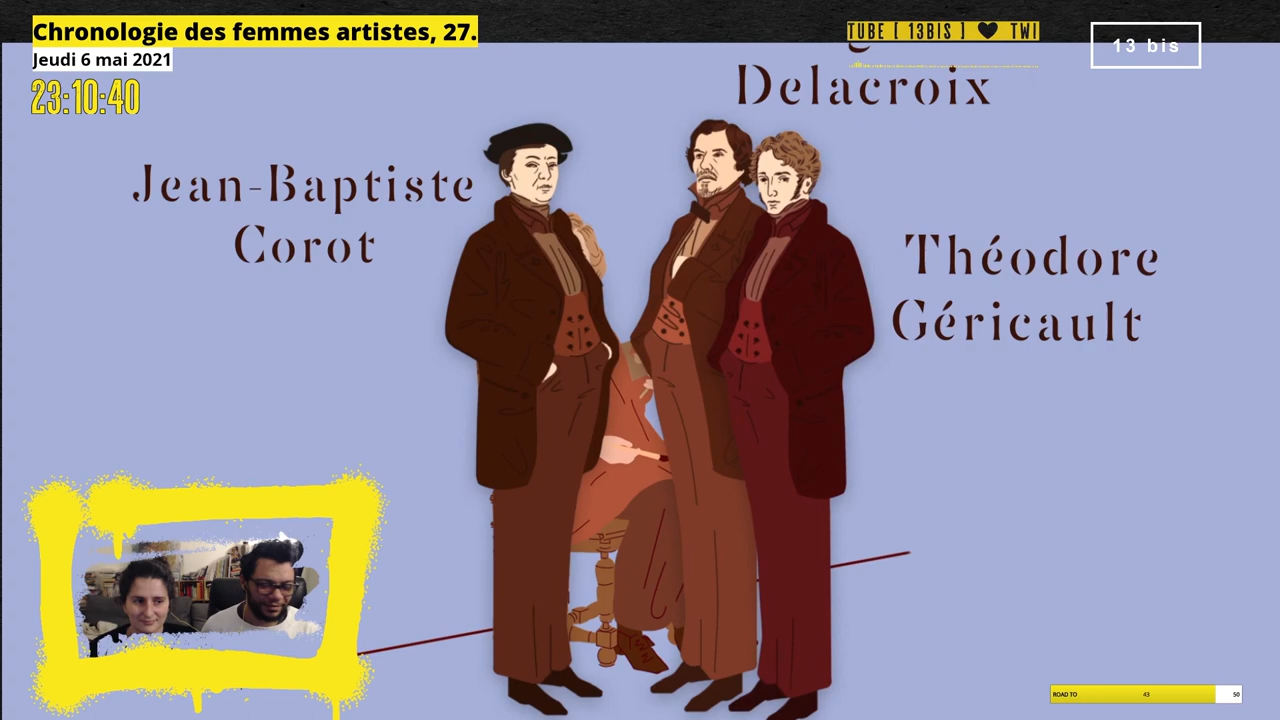 Chronologie des femmes artistes, 27.
Jeudi 6 mai 2021
23:10:40
TUBE [ 13BIS ] ♥ TWI
13 bis
Delacroix
Jean-Baptiste
Corot
Théodore
Géricault
ROAD TO 43 50